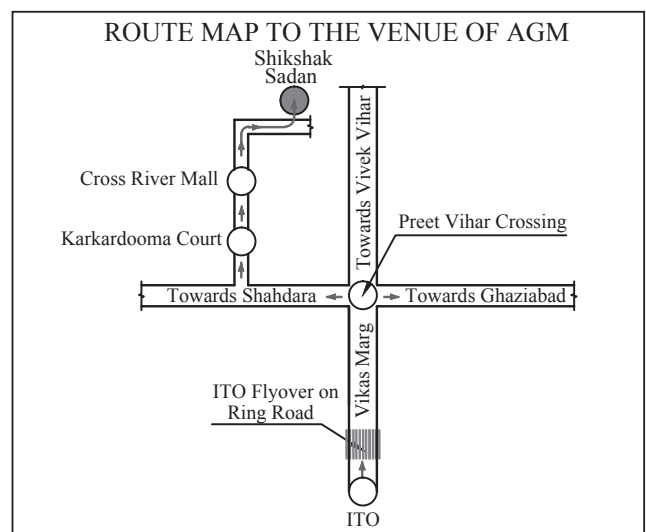 ROUTE MAP TO THE VENUE OF AGM
Shikshak
Sadan
Towards Vivek Vihar
Cross River Mall
Karkardooma Court
Preet Vihar Crossing
Towards Shahdara
Towards Ghaziabad
Vikas Marg
ITO Flyover on
Ring Road
ITO